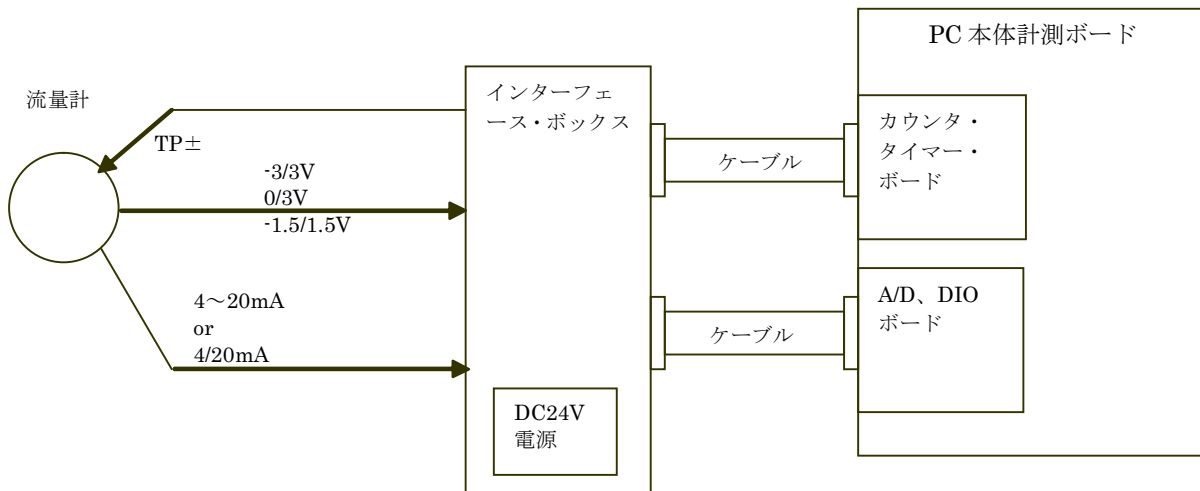 PC 本体計測ボード
流量計
インターフェ
ース・ボックス
カウンタ・
タイマー・
ボード
TP±
ケーブル
-3/3V
0/3V
-1.5/1.5V
4～20mA
or
4/20mA
A/D、DIO
ボード
ケーブル
DC24V
電源